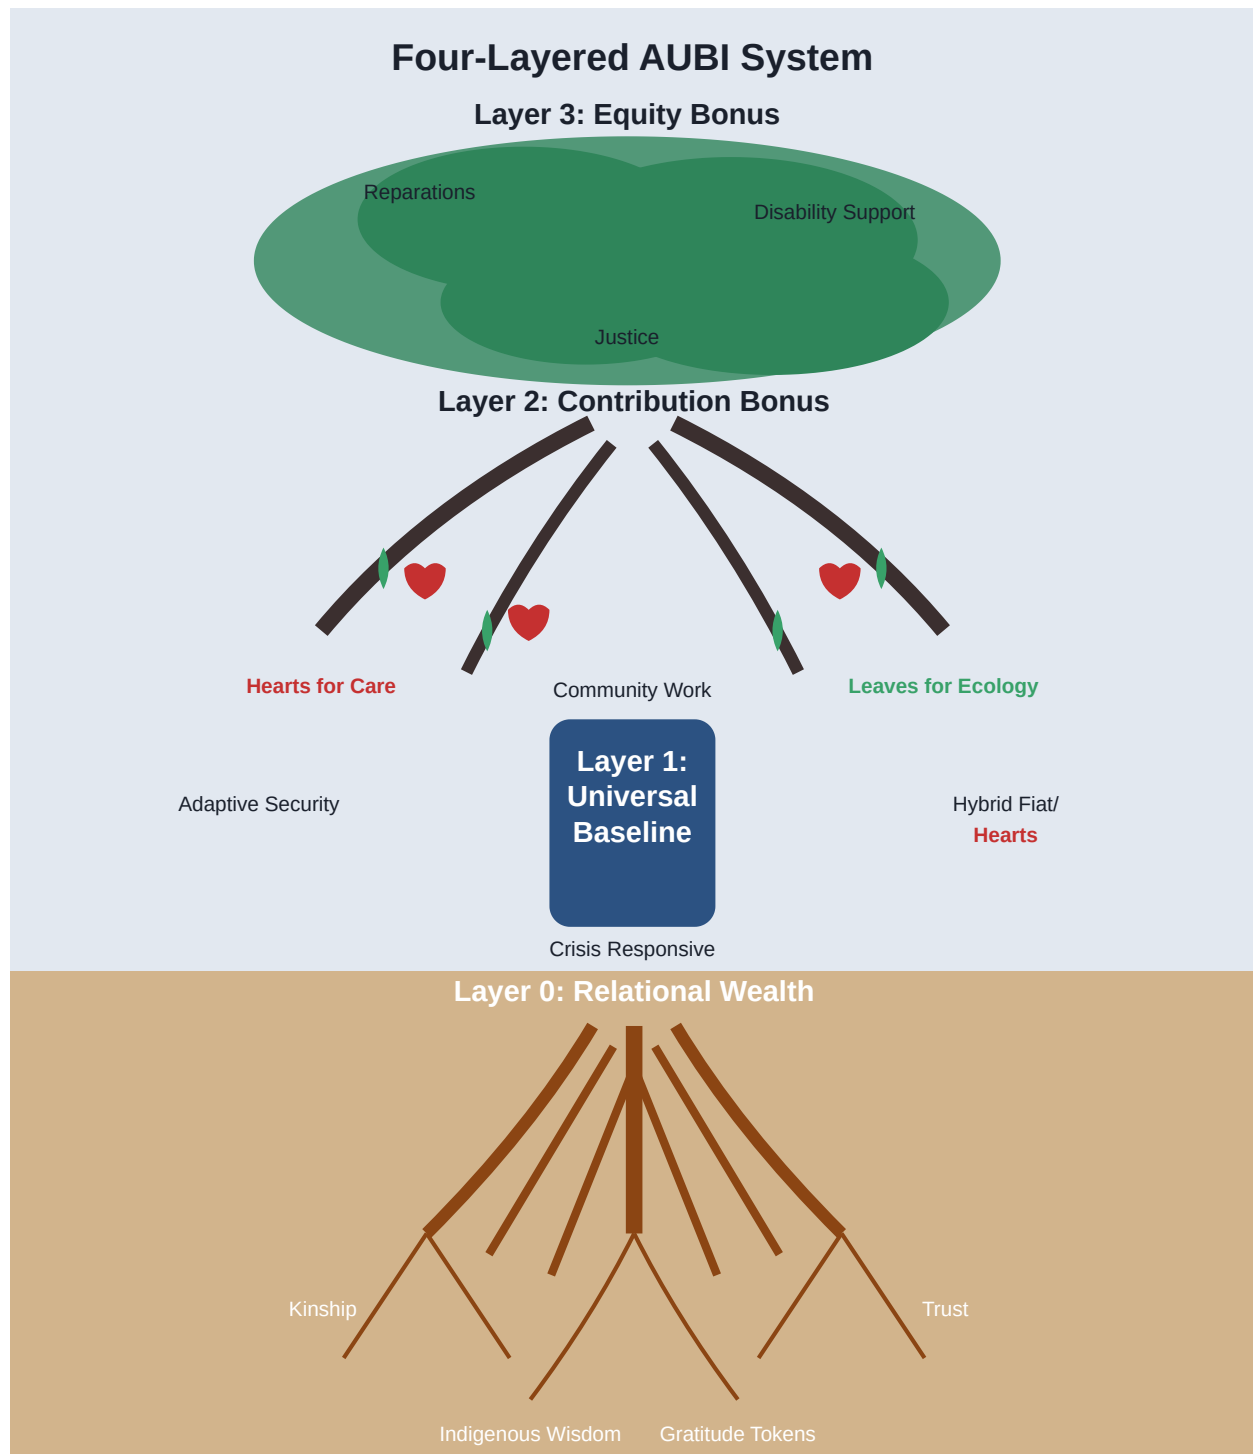 Four-Layered AUBI System
Layer 3: Equity Bonus
Reparations
Disability Support
Justice
Layer 2: Contribution Bonus
Hearts for Care
Community Work
Leaves for Ecology
Layer 1:
Universal
Baseline
Adaptive Security
Hybrid Fiat/
Hearts
Crisis Responsive
Layer 0: Relational Wealth
Kinship
Trust
Indigenous Wisdom
Gratitude Tokens